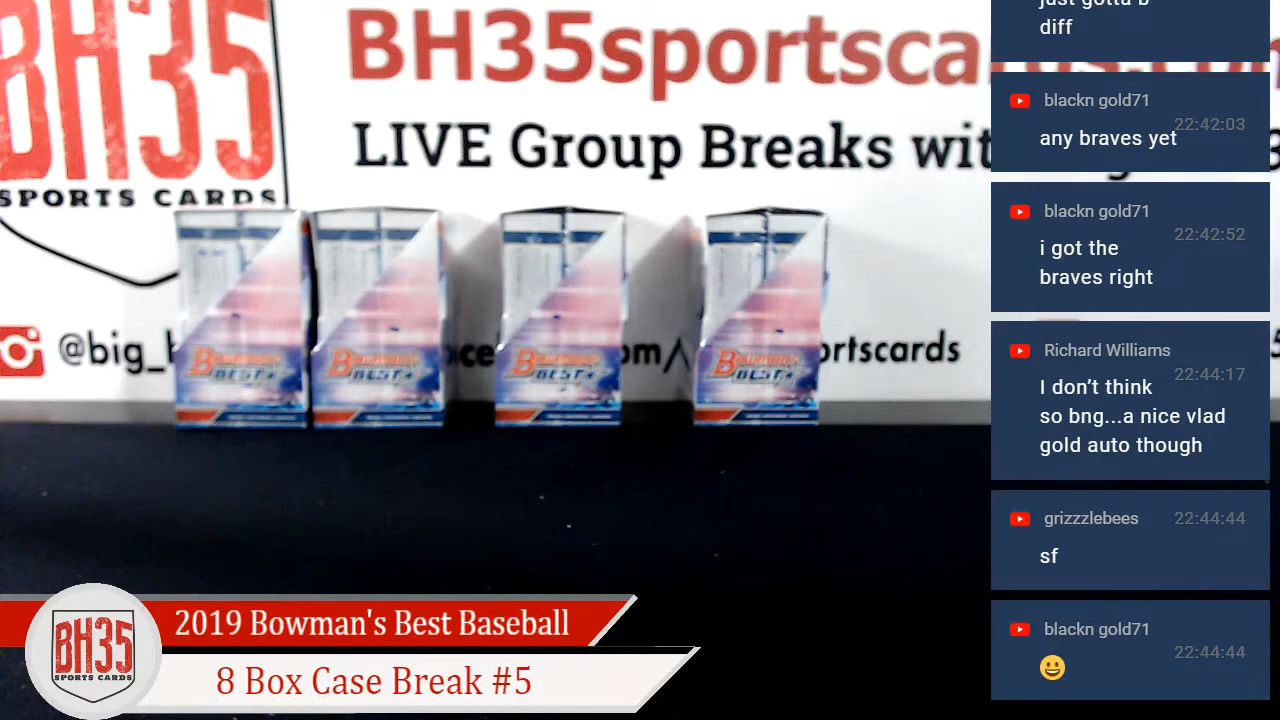 BH35
SPORTS CARDS
BH35sportscards.com
LIVE Group Breaks
@big_b
ortscards
BOWMAN'S
BEST
BOWMAN'S
BEST
BOWMAN'S
BEST
BOWMAN'S
BEST
diff
blackn gold71
22:42:03
any braves yet
blackn gold71
22:42:52
i got the
braves right
Richard Williams
22:44:17
I don't think
so bng...a nice vlad
gold auto though
grizzzlebees 22:44:44
sf
blackn gold71
22:44:44
😀
2019 Bowman's Best Baseball
8 Box Case Break #5
BH35
SPORTS CARDS